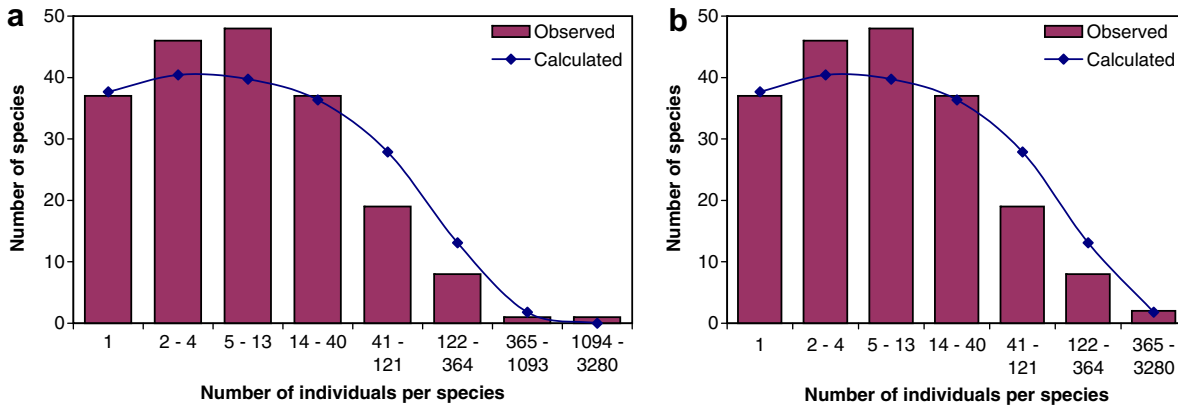 a
50
40
30
20
10
0
Number of species
Observed
Calculated
1
2 - 4
5 - 13
14 - 40
41 -
121
122 -
364
365 -
1093
1094 -
3280
Number of individuals per species
b
50
40
30
20
10
0
Number of species
Observed
Calculated
1
2 - 4
5 - 13
14 - 40
41 -
121
122 -
364
365 -
3280
Number of individuals per species